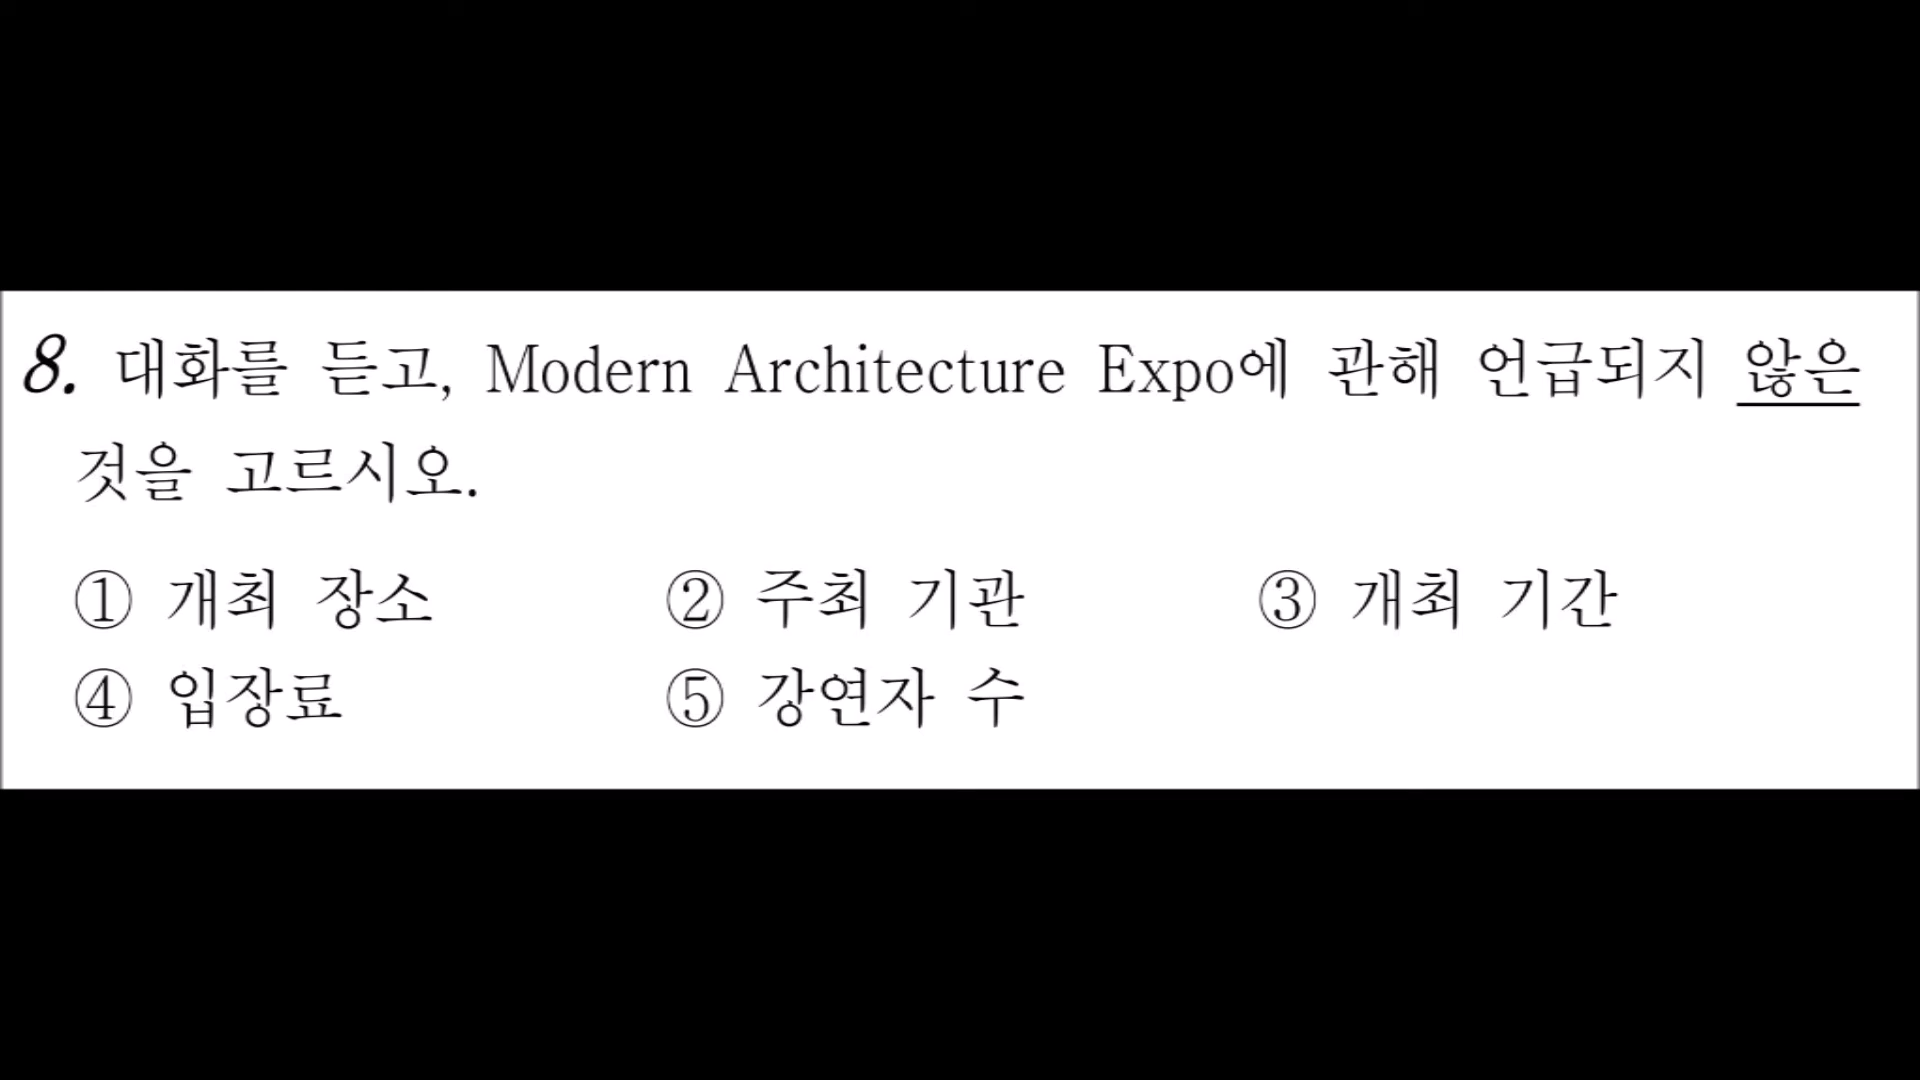 8. 대화를 듣고, Modern Architecture Expo에 관해 언급되지 않은
것을 고르시오.
① 개최 장소 ② 주최 기관 ③ 개최 기간
④ 입장료 ⑤ 강연자 수